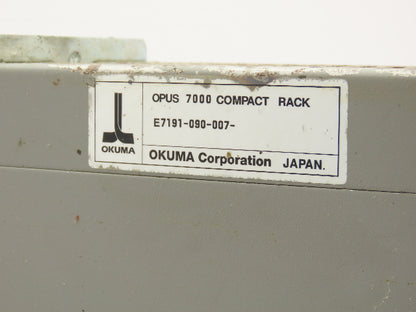 OPUS 7000 COMPACT RACK
E7191-090-007-
OKUMA
OKUMA Corporation JAPAN.